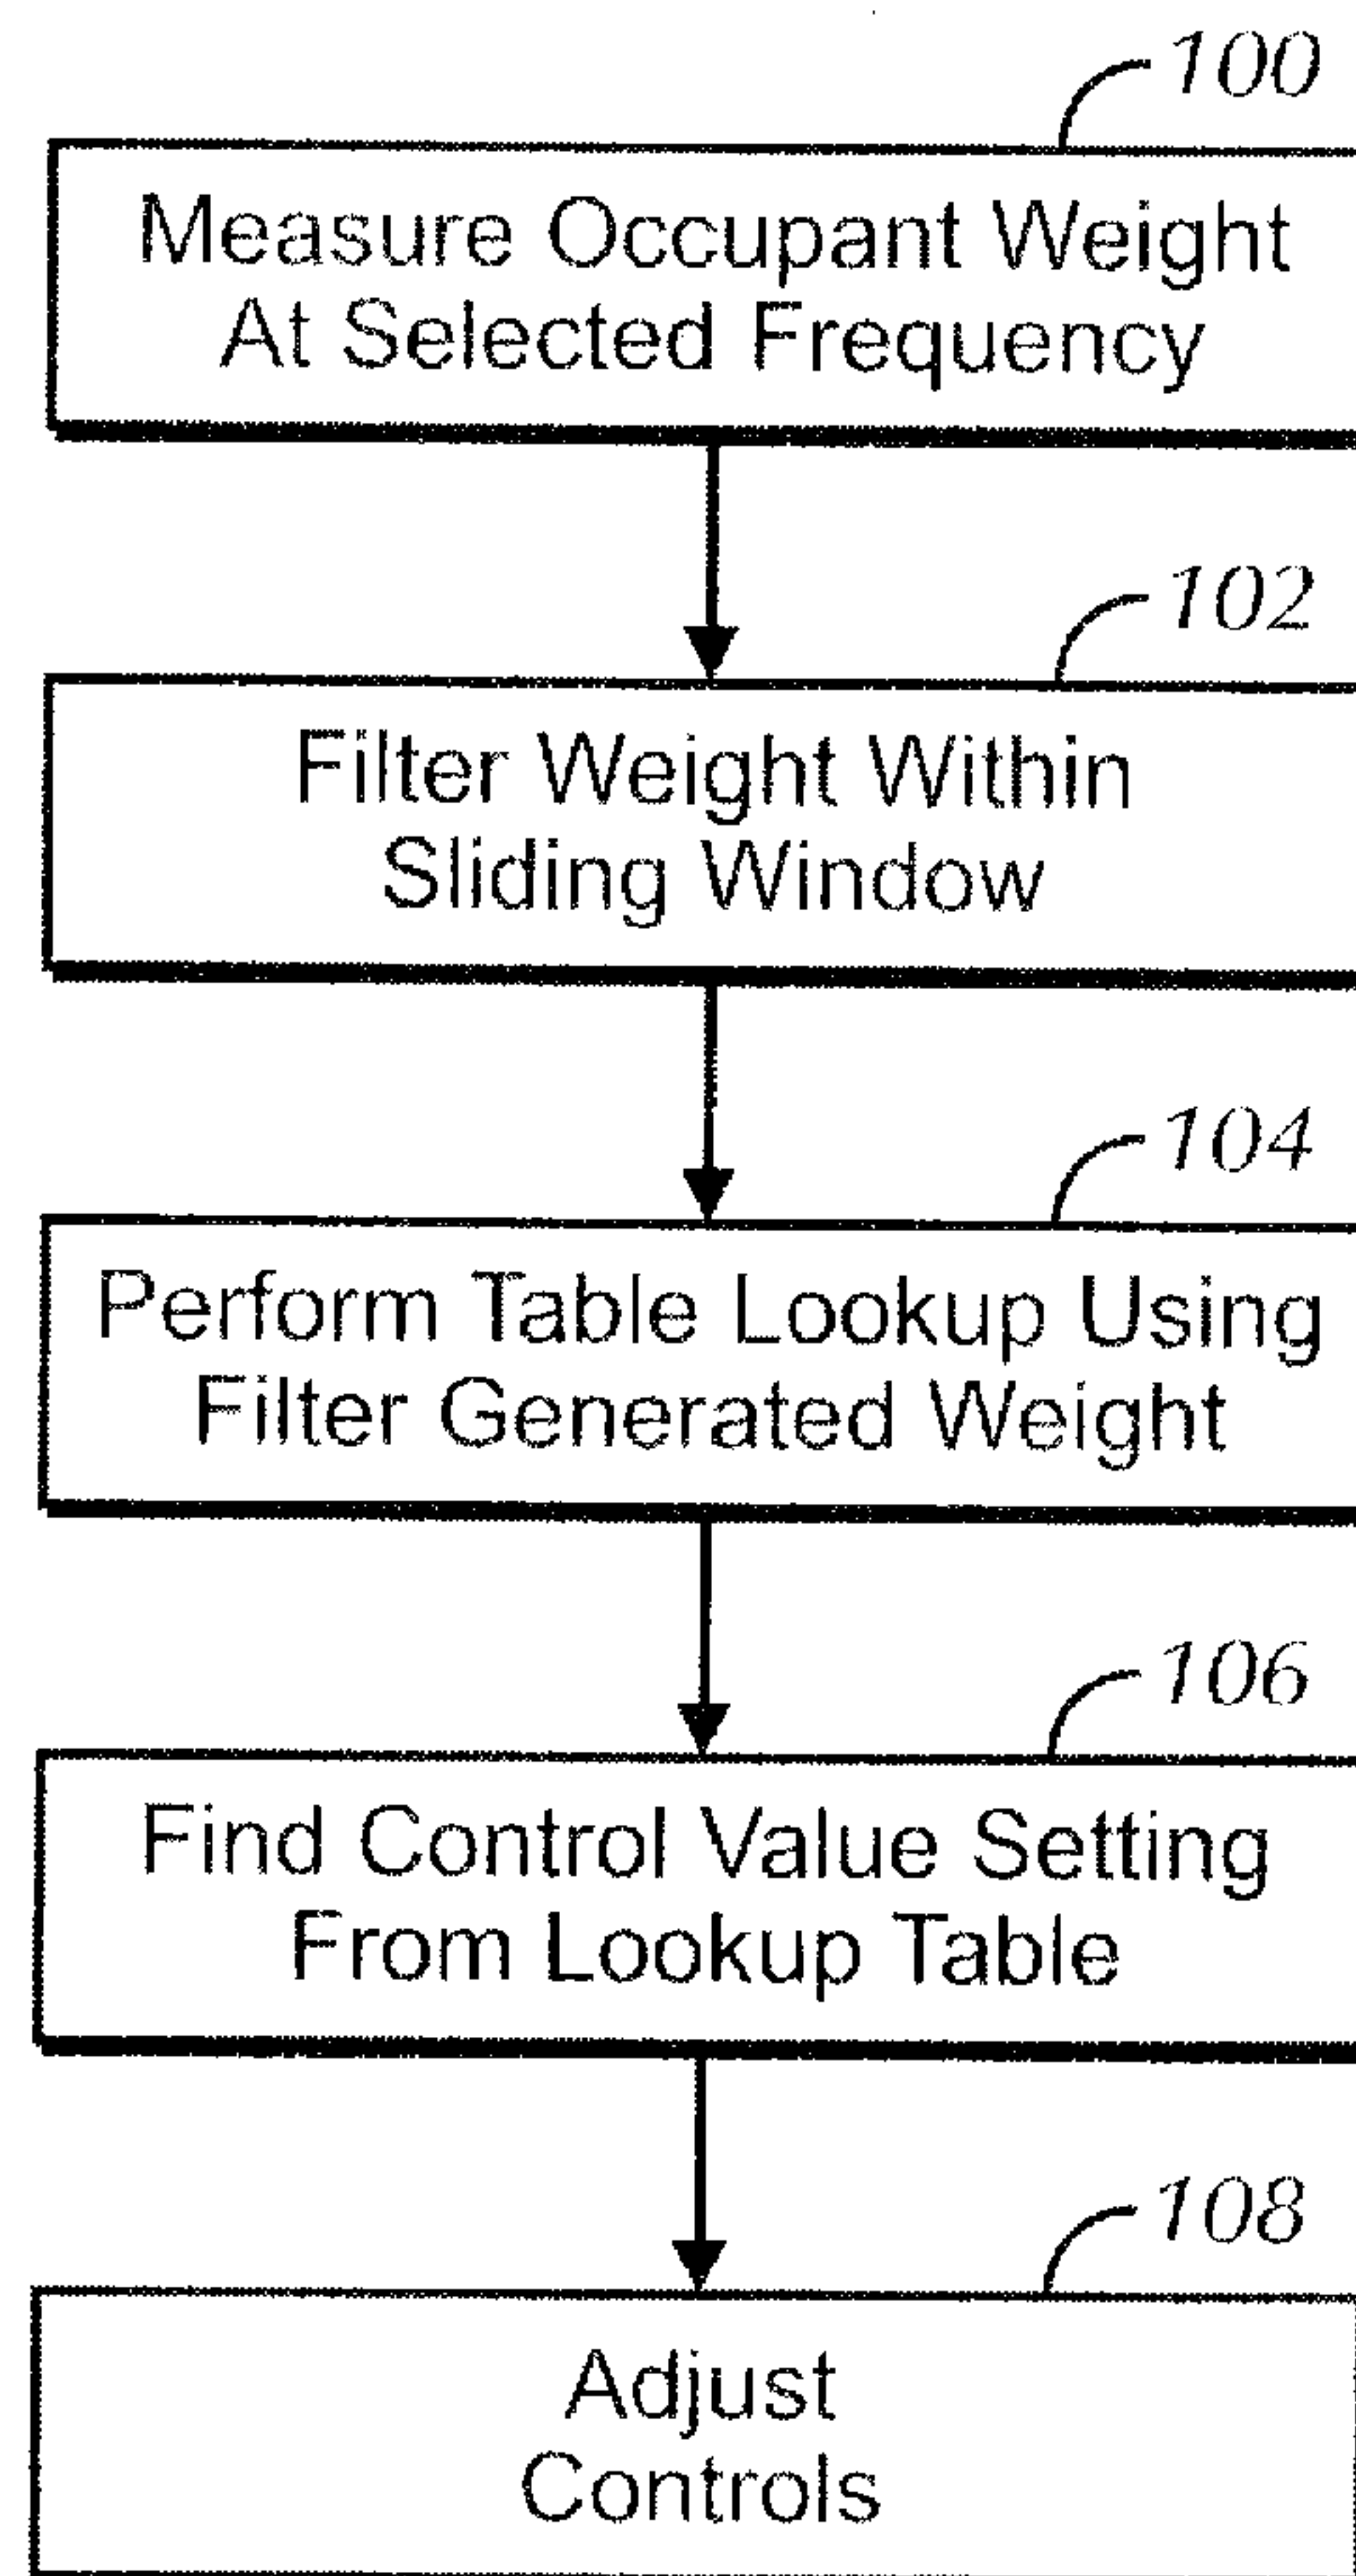 100
Measure Occupant Weight
At Selected Frequency
102
Filter Weight Within
Sliding Window
104
Perform Table Lookup Using
Filter Generated Weight
106
Find Control Value Setting
From Lookup Table
108
Adjust
Controls